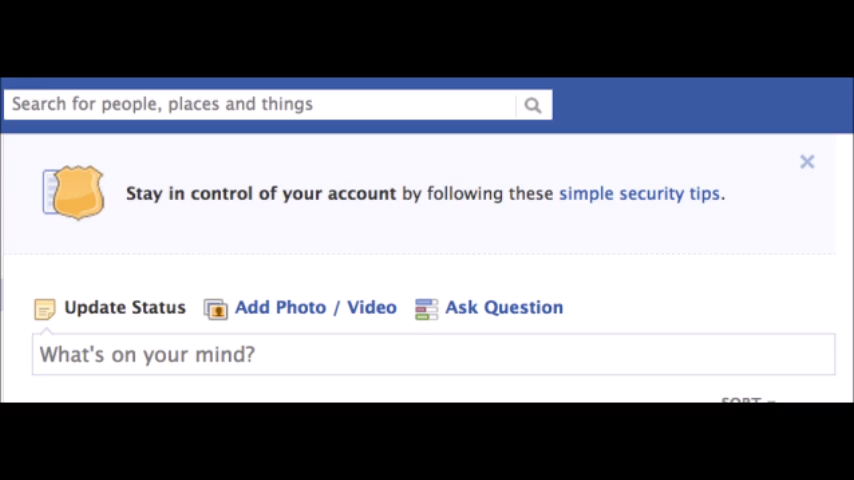 Search for people, places and things
Stay in control of your account by following these simple security tips.
Update Status Add Photo / Video Ask Question
What's on your mind?
SORT